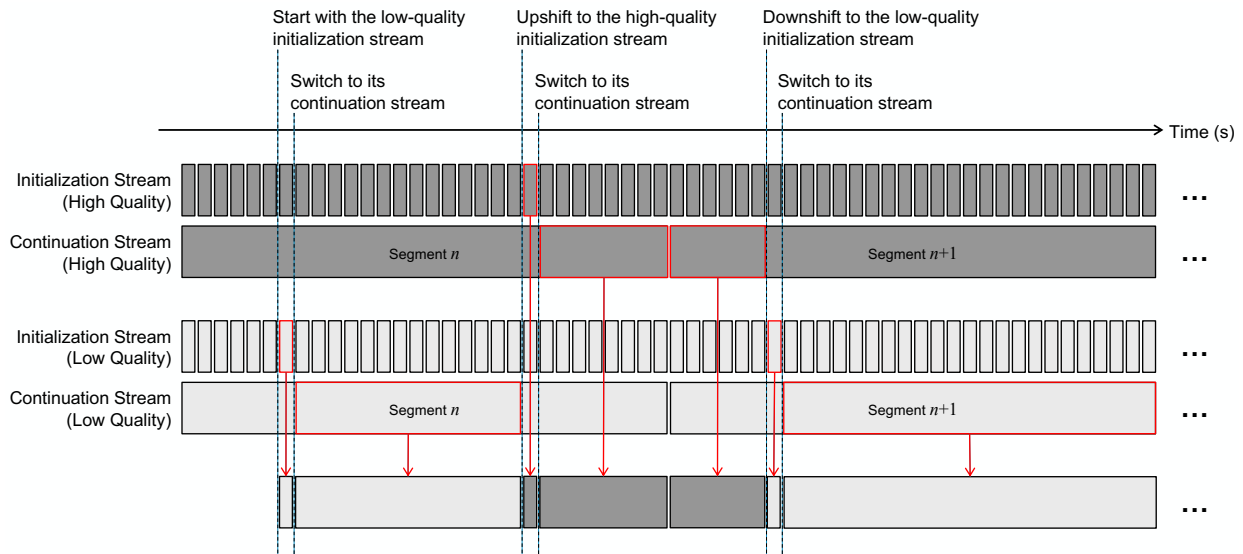 Start with the low-quality
initialization stream
Upshift to the high-quality
initialization stream
Downshift to the low-quality
initialization stream
Switch to its
continuation stream
Switch to its
continuation stream
Switch to its
continuation stream
Time (s)
Initialization Stream
(High Quality)
...
Continuation Stream
(High Quality)
Segment n
Segment n+1
...
Initialization Stream
(Low Quality)
...
Continuation Stream
(Low Quality)
Segment n
Segment n+1
...
...